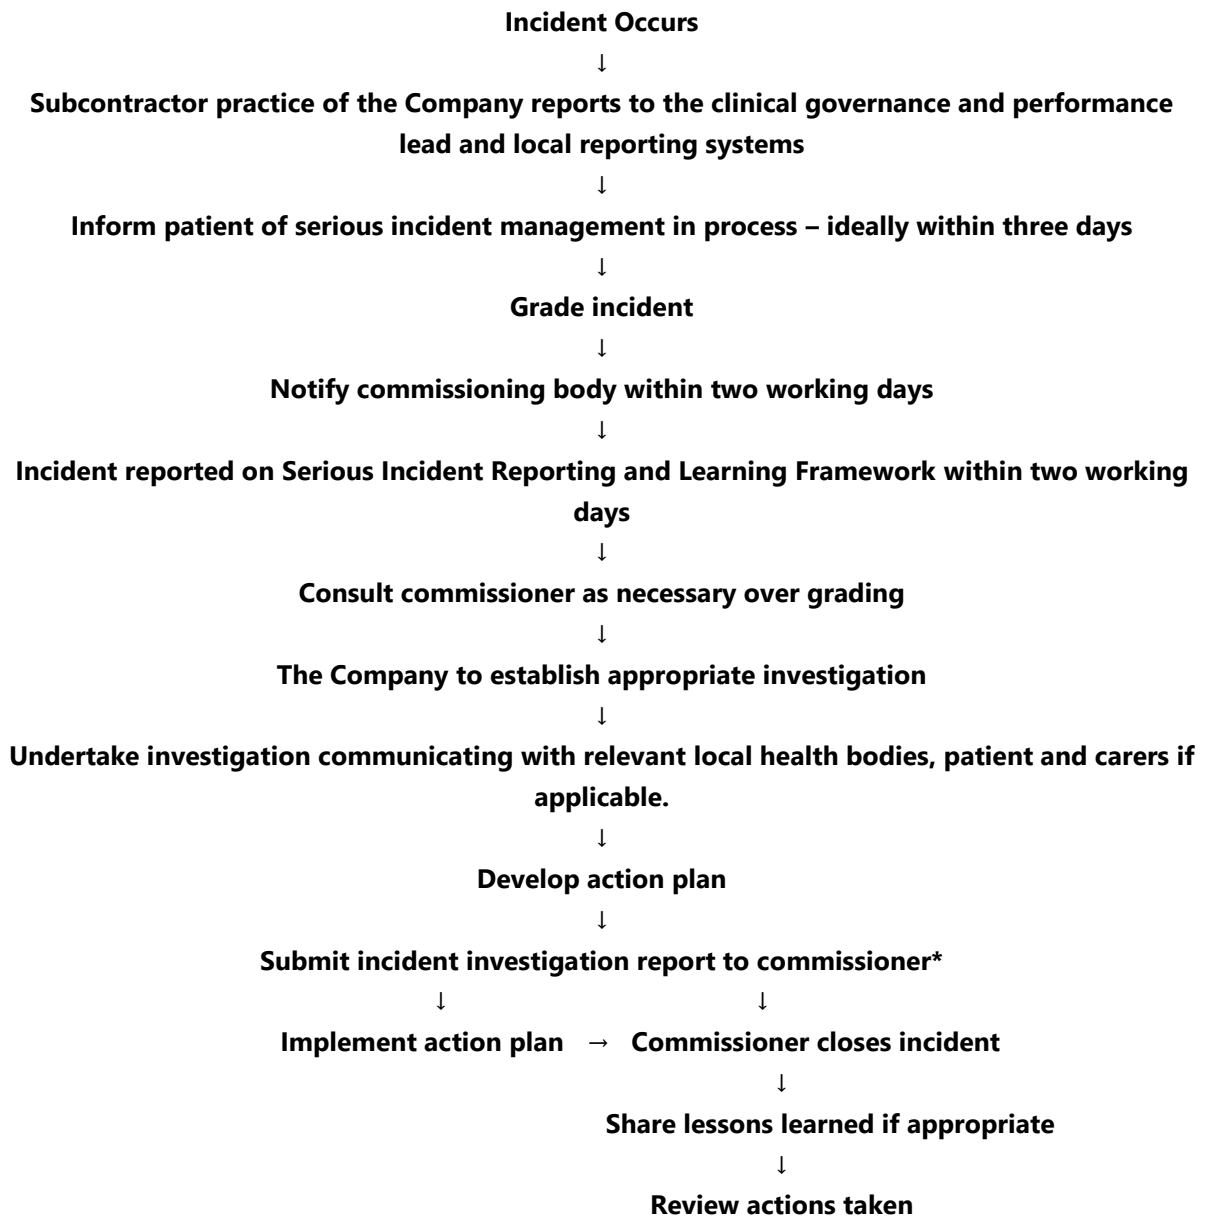 Incident Occurs
↓
Subcontractor practice of the Company reports to the clinical governance and performance
lead and local reporting systems
↓
Inform patient of serious incident management in process – ideally within three days
↓
Grade incident
↓
Notify commissioning body within two working days
↓
Incident reported on Serious Incident Reporting and Learning Framework within two working
days
↓
Consult commissioner as necessary over grading
↓
The Company to establish appropriate investigation
↓
Undertake investigation communicating with relevant local health bodies, patient and carers if
applicable.
↓
Develop action plan
↓
Submit incident investigation report to commissioner*
↓ ↓
Implement action plan → Commissioner closes incident
↓
Share lessons learned if appropriate
↓
Review actions taken